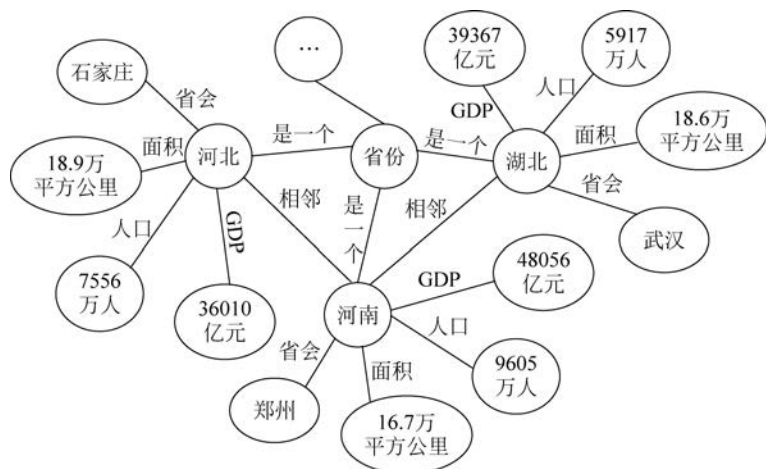 …
39367
亿元
5917
万人
石家庄
省会
GDP
人口
18.9万
平方公里
面积
河北
是一个
省份
是一个
湖北
面积
18.6万
平方公里
人口
GDP
相邻
是一个
相邻
省会
武汉
7556
万人
36010
亿元
河南
GDP
48056
亿元
人口
省会
面积
9605
万人
郑州
16.7万
平方公里